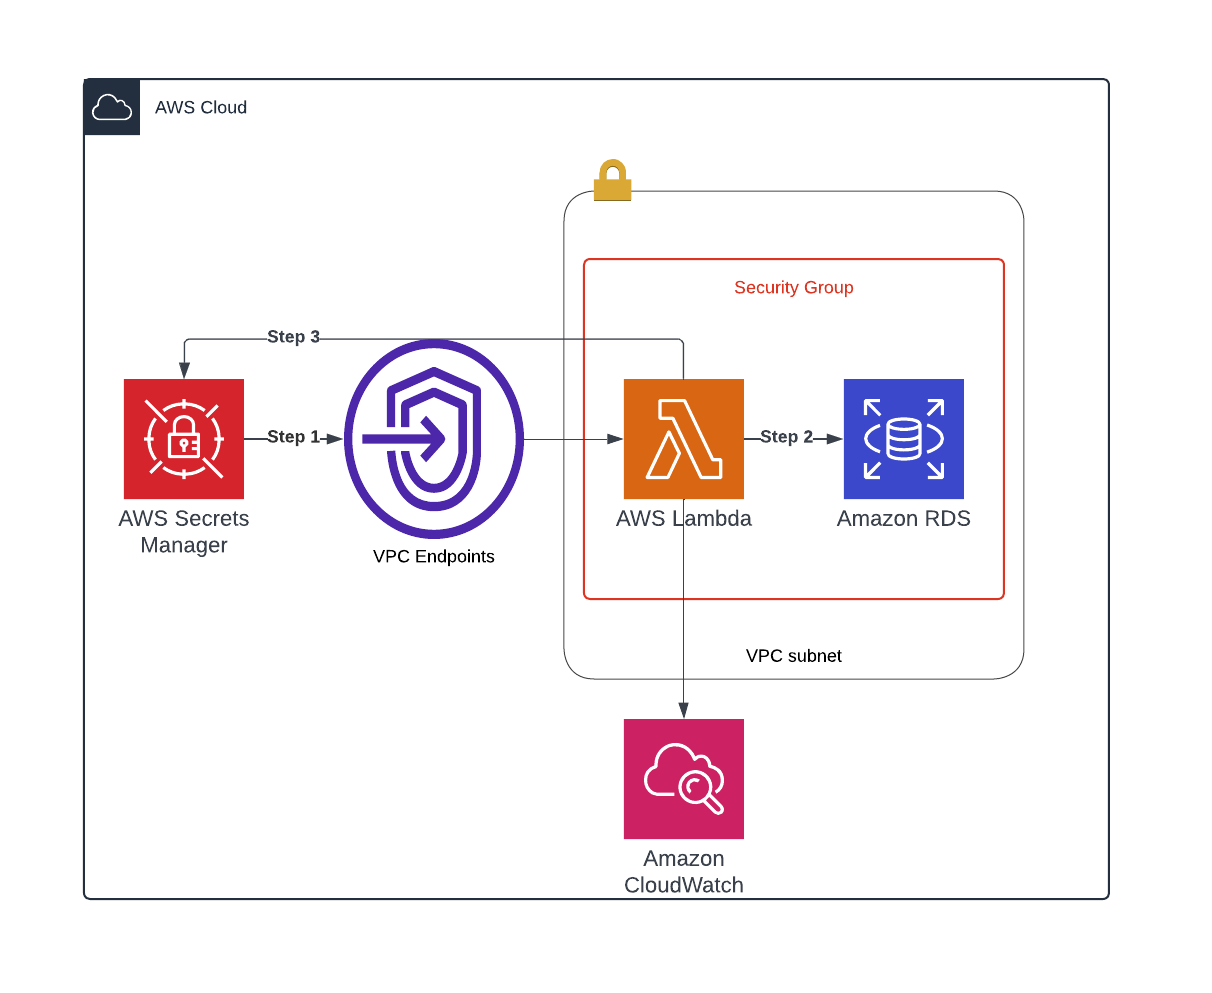 AWS Cloud
Security Group
Step 3
Step 1
Step 2
AWS Secrets
Manager
VPC Endpoints
AWS Lambda
Amazon RDS
VPC subnet
Amazon
CloudWatch